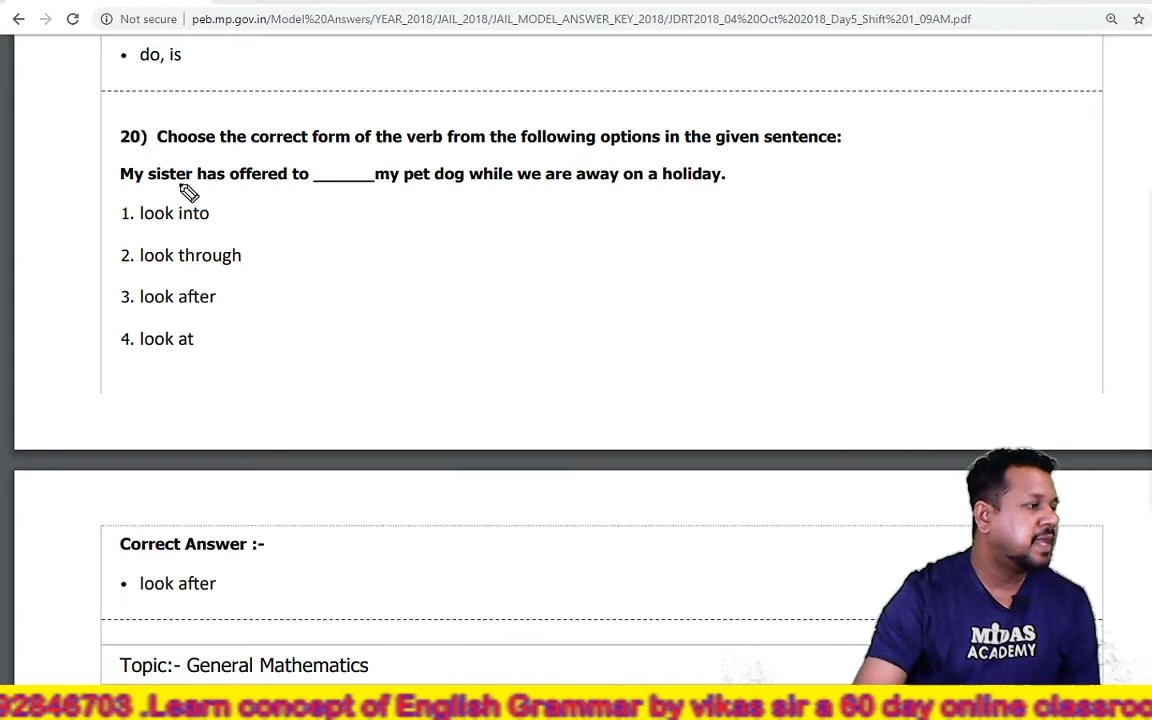 Not secure
peb.mp.gov.in/Model%20Answers/YEAR_2018/JAIL_2018/JAIL_MODEL_ANSWER_KEY_2018/JDRT2018_04%20Oct%202018_Day5_Shift%201_09AM.pdf
• do, is
20) Choose the correct form of the verb from the following options in the given sentence:
My sister has offered to ______my pet dog while we are away on a holiday.
1. look into
2. look through
3. look after
4. look at
Correct Answer :-
• look after
MiDAS
ACADEMY
Topic:- General Mathematics
92846703 .Learn concept of English Grammar by vikas sir a 60 day online classroo